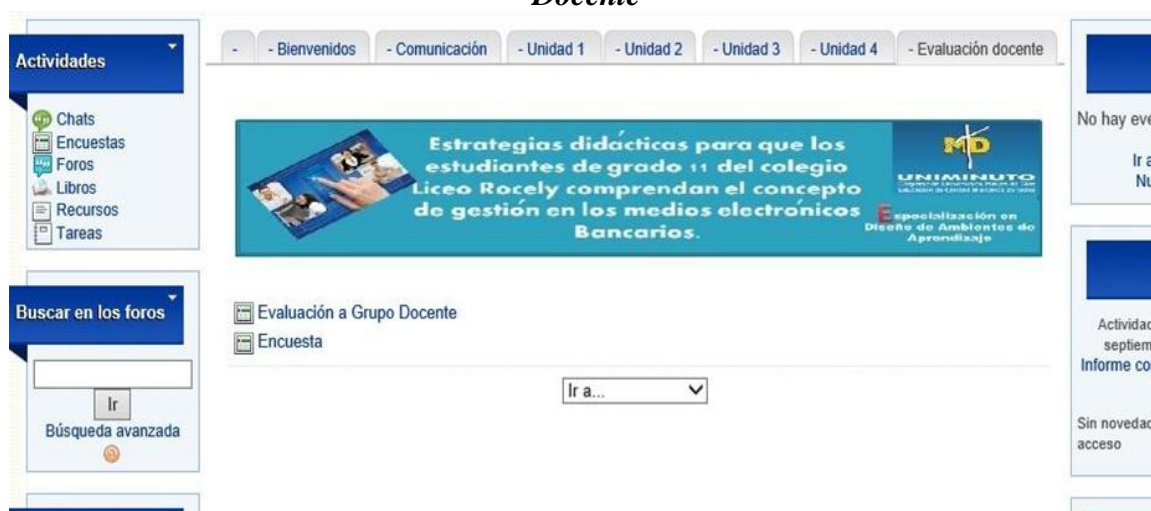 Docente
- - Bienvenidos - Comunicación - Unidad 1 - Unidad 2 - Unidad 3 - Unidad 4 - Evaluación docente
Actividades
Chats
Encuestas
Foros
Libros
Recursos
Tareas
Buscar en los foros
Ir
Búsqueda avanzada
Estrategias didácticas para que los
estudiantes de grado 11 del colegio
Liceo Rocely comprendan el concepto
de gestión en los medios electronicos
Bancarios.
MD
UNIMINUTO
Especialización en
Diseño de Ambientes de
Aprendizaje
Evaluación a Grupo Docente
Encuesta
Ir a...
No hay eve
Ir a
Nu
Actividad
septiem
Informe co
Sin novedad
acceso